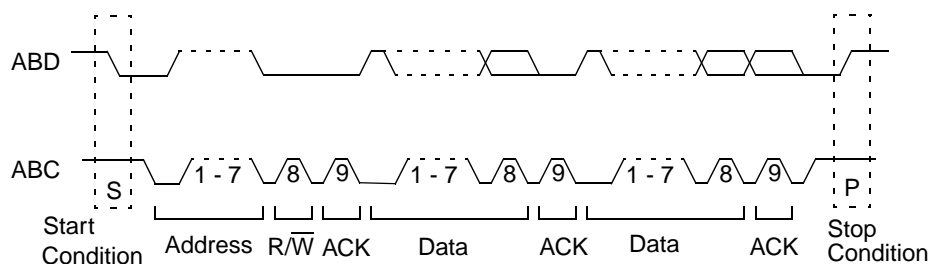 ABD
ABC
S
1 - 7
8
9
1 - 7
8
9
1 - 7
8
9
P
Start
Condition
Address
R/W̅
ACK
Data
ACK
Data
ACK
Stop
Condition